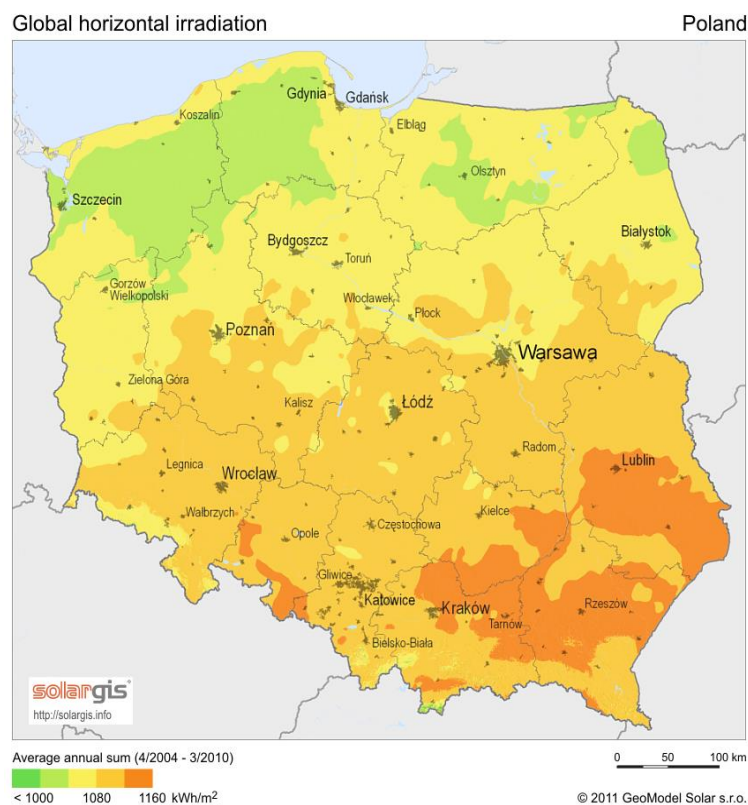 Global horizontal irradiation
Poland
Gdynia
Gdańsk
Koszalin
Elbląg
Olsztyn
Szczecin
Białystok
Bydgoszcz
Toruń
Gorzów
Wielkopolski
Włocławek
Płock
Poznań
Warsawa
Zielona Góra
Kalisz
Łódź
Radom
Lublin
Legnica
Wrocław
Wałbrzych
Opole
Częstochowa
Kielce
Gliwice
Katowice
Kraków
Tarnów
Rzeszów
Bielsko-Biała
solargis
http://solargis.info
Average annual sum (4/2004 - 3/2010)
0 50 100 km
< 1000 1080 1160 kWh/m²
© 2011 GeoModel Solar s.r.o.